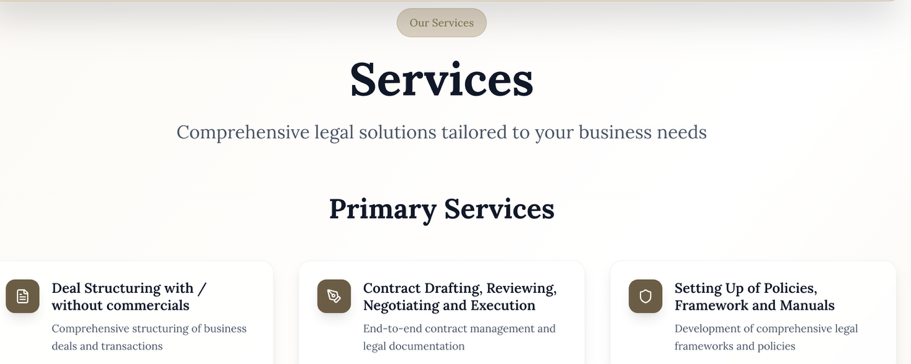 Our Services
Services
Comprehensive legal solutions tailored to your business needs
Primary Services
Deal Structuring with /
without commercials
Comprehensive structuring of business
deals and transactions
Contract Drafting, Reviewing,
Negotiating and Execution
End-to-end contract management and
legal documentation
Setting Up of Policies,
Framework and Manuals
Development of comprehensive legal
frameworks and policies